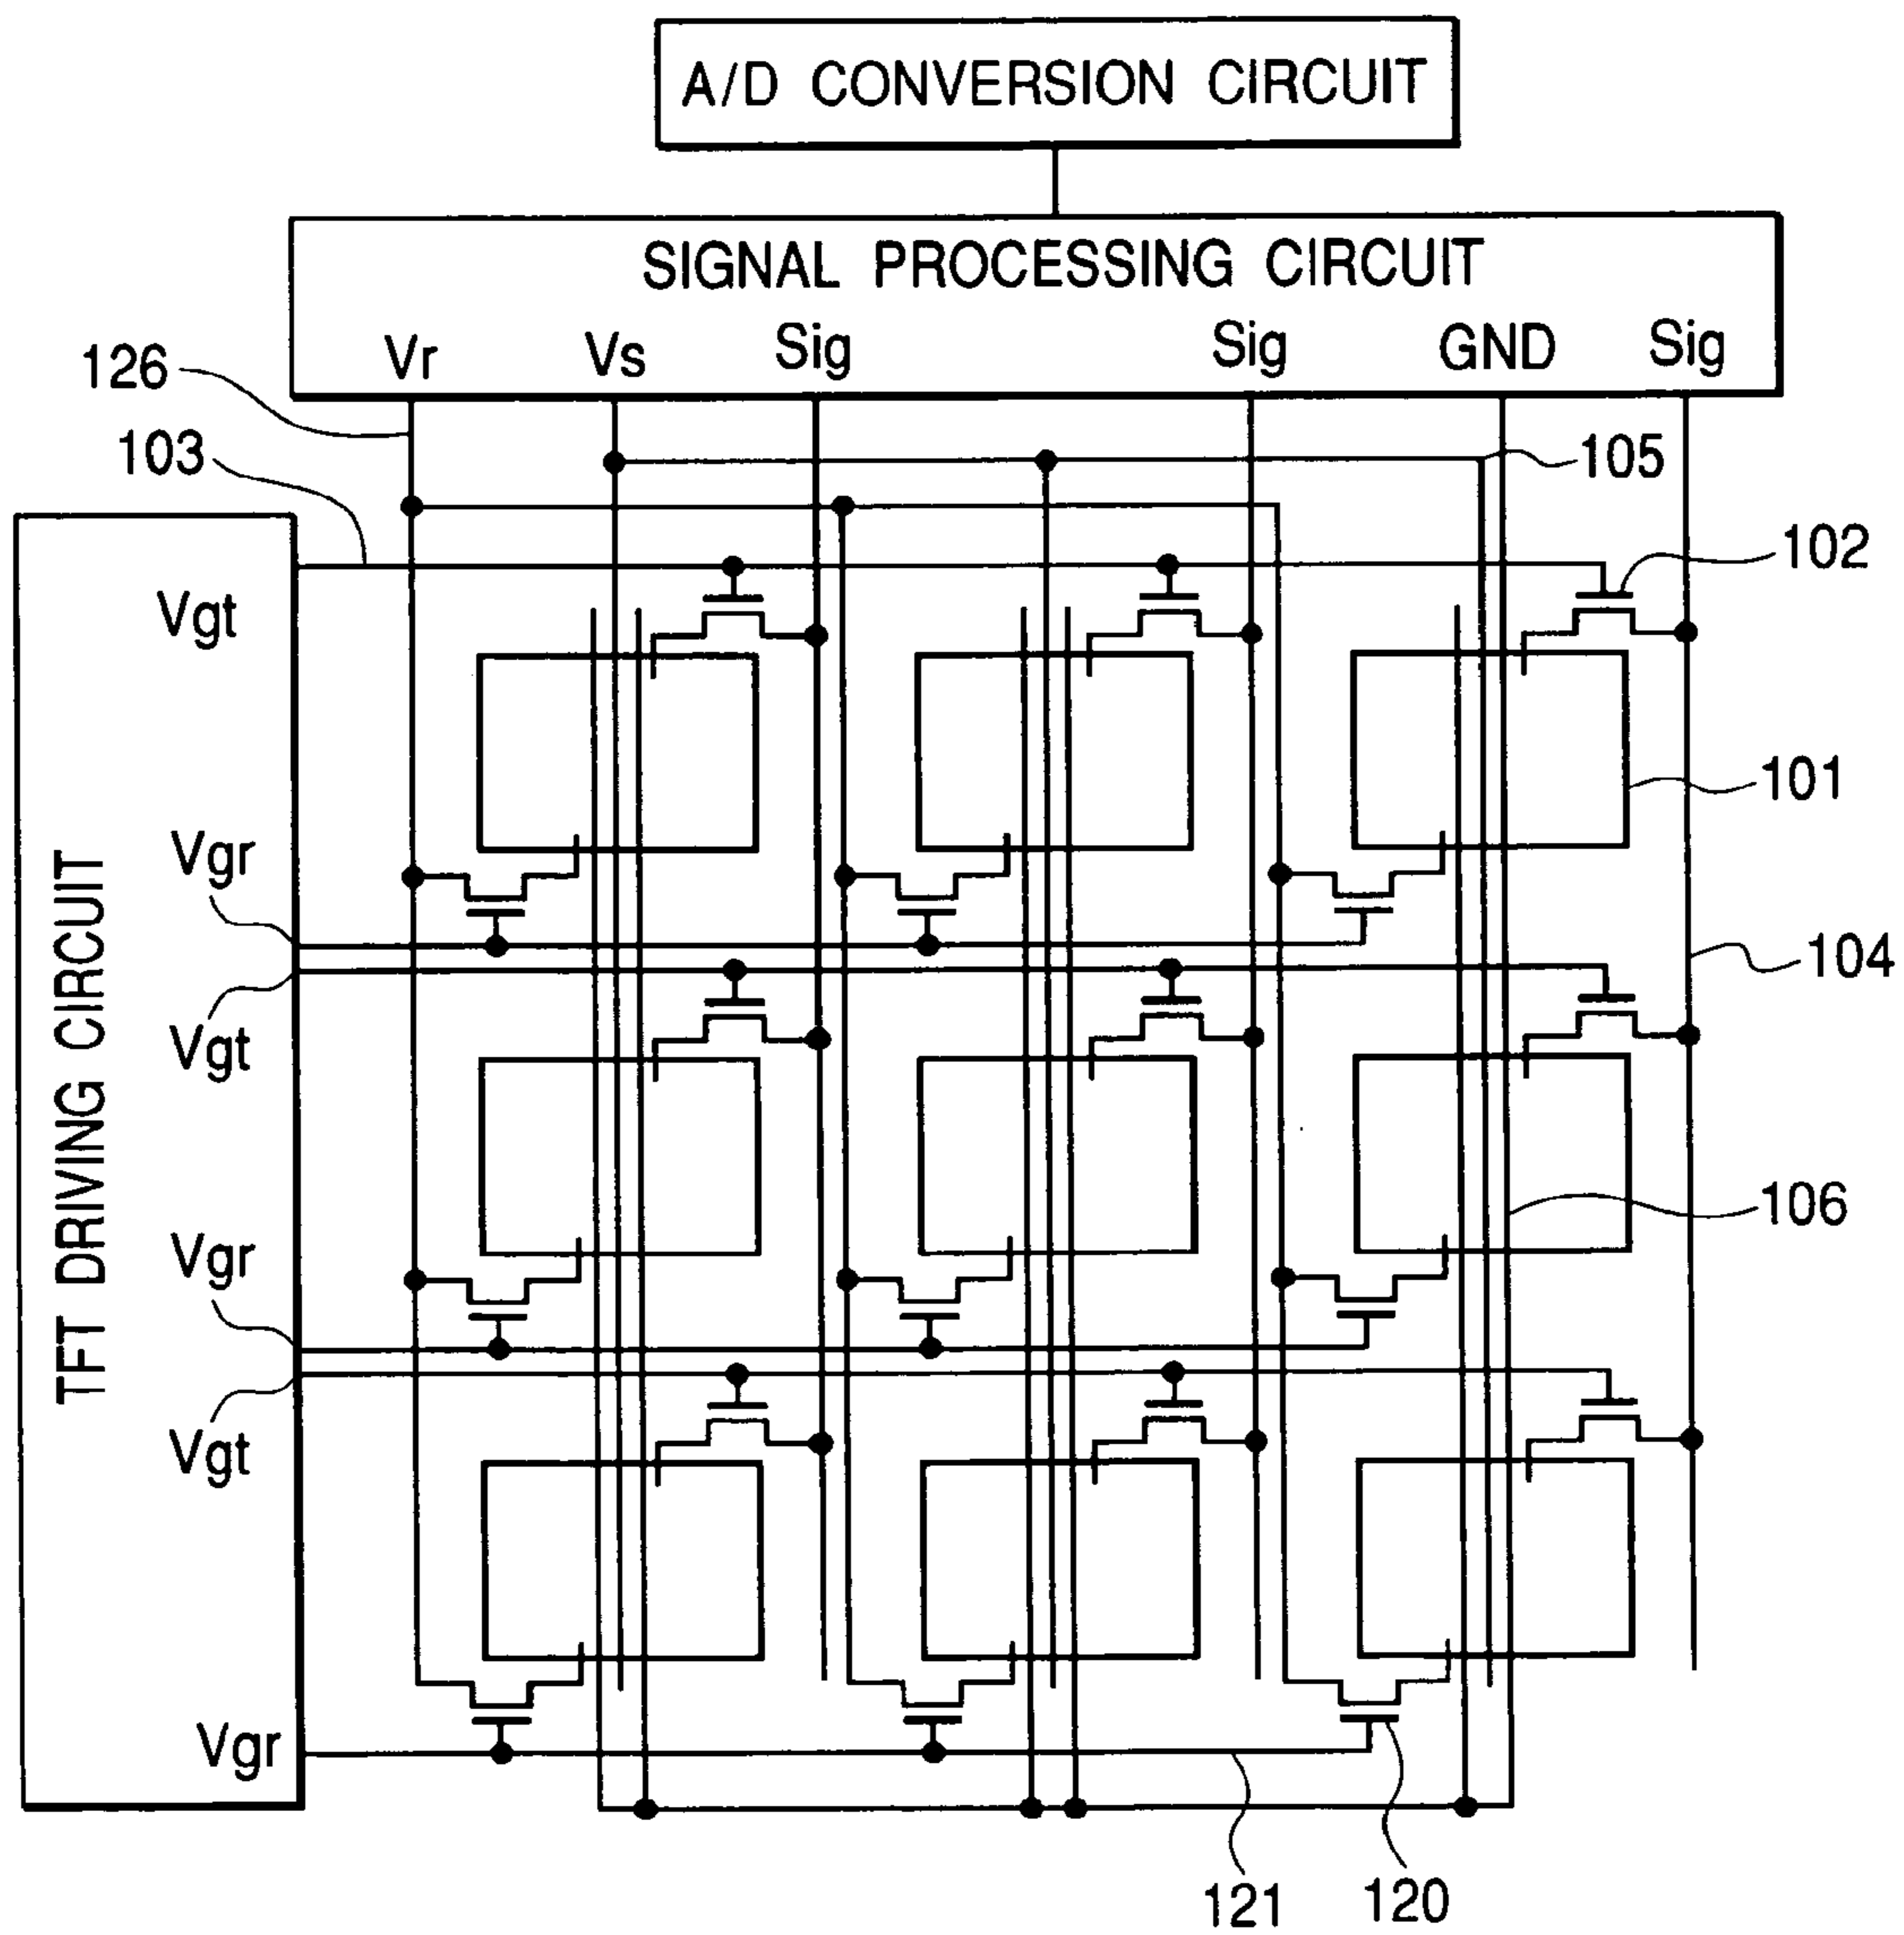 A/D CONVERSION CIRCUIT
SIGNAL PROCESSING CIRCUIT
Vr Vs Sig Sig GND Sig
126
103
105
102
Vgt
101
Vgr
104
Vgt
TFT DRIVING CIRCUIT
106
Vgr
Vgt
Vgr
121
120